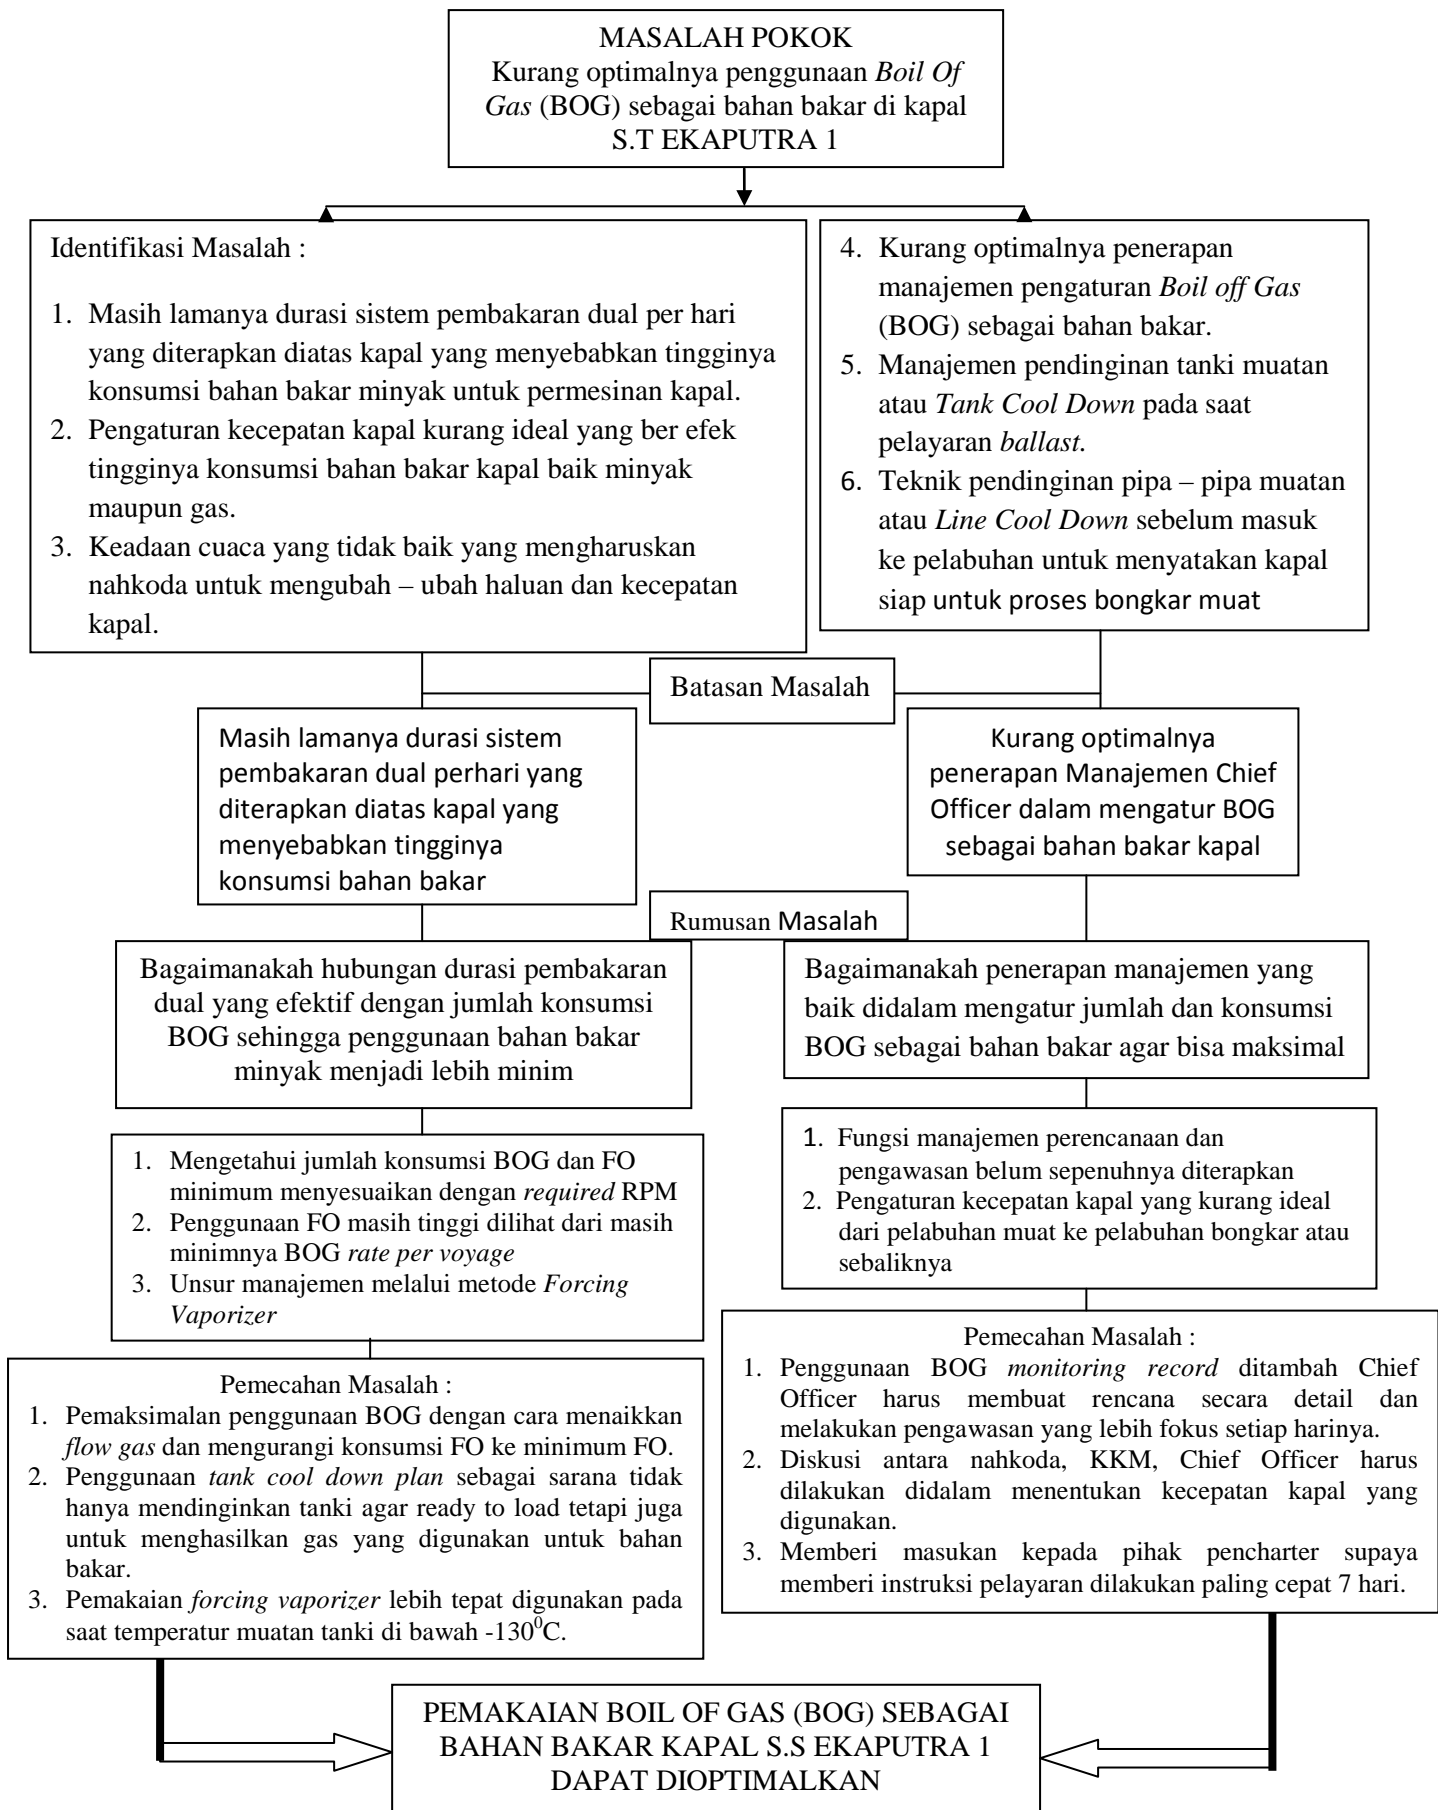 MASALAH POKOK
Kurang optimalnya penggunaan Boil Of
Gas (BOG) sebagai bahan bakar di kapal
S.T EKAPUTRA 1
Identifikasi Masalah :
1. Masih lamanya durasi sistem pembakaran dual per hari
yang diterapkan diatas kapal yang menyebabkan tingginya
konsumsi bahan bakar minyak untuk permesinan kapal.
2. Pengaturan kecepatan kapal kurang ideal yang ber efek
tingginya konsumsi bahan bakar kapal baik minyak
maupun gas.
3. Keadaan cuaca yang tidak baik yang mengharuskan
nahkoda untuk mengubah – ubah haluan dan kecepatan
kapal.
4. Kurang optimalnya penerapan
manajemen pengaturan Boil off Gas
(BOG) sebagai bahan bakar.
5. Manajemen pendinginan tanki muatan
atau Tank Cool Down pada saat
pelayaran ballast.
6. Teknik pendinginan pipa – pipa muatan
atau Line Cool Down sebelum masuk
ke pelabuhan untuk menyatakan kapal
siap untuk proses bongkar muat
Batasan Masalah
Masih lamanya durasi sistem
pembakaran dual perhari yang
diterapkan diatas kapal yang
menyebabkan tingginya
konsumsi bahan bakar
Kurang optimalnya
penerapan Manajemen Chief
Officer dalam mengatur BOG
sebagai bahan bakar kapal
Rumusan Masalah
Bagaimanakah hubungan durasi pembakaran
dual yang efektif dengan jumlah konsumsi
BOG sehingga penggunaan bahan bakar
minyak menjadi lebih minim
Bagaimanakah penerapan manajemen yang
baik didalam mengatur jumlah dan konsumsi
BOG sebagai bahan bakar agar bisa maksimal
1. Mengetahui jumlah konsumsi BOG dan FO
minimum menyesuaikan dengan required RPM
2. Penggunaan FO masih tinggi dilihat dari masih
minimnya BOG rate per voyage
3. Unsur manajemen melalui metode Forcing
Vaporizer
1. Fungsi manajemen perencanaan dan
pengawasan belum sepenuhnya diterapkan
2. Pengaturan kecepatan kapal yang kurang ideal
dari pelabuhan muat ke pelabuhan bongkar atau
sebaliknya
Pemecahan Masalah :
1. Pemaksimalan penggunaan BOG dengan cara menaikkan
flow gas dan mengurangi konsumsi FO ke minimum FO.
2. Penggunaan tank cool down plan sebagai sarana tidak
hanya mendinginkan tanki agar ready to load tetapi juga
untuk menghasilkan gas yang digunakan untuk bahan
bakar.
3. Pemakaian forcing vaporizer lebih tepat digunakan pada
saat temperatur muatan tanki di bawah -130⁰C.
Pemecahan Masalah :
1. Penggunaan BOG monitoring record ditambah Chief
Officer harus membuat rencana secara detail dan
melakukan pengawasan yang lebih fokus setiap harinya.
2. Diskusi antara nahkoda, KKM, Chief Officer harus
dilakukan didalam menentukan kecepatan kapal yang
digunakan.
3. Memberi masukan kepada pihak pencharter supaya
memberi instruksi pelayaran dilakukan paling cepat 7 hari.
PEMAKAIAN BOIL OF GAS (BOG) SEBAGAI
BAHAN BAKAR KAPAL S.S EKAPUTRA 1
DAPAT DIOPTIMALKAN